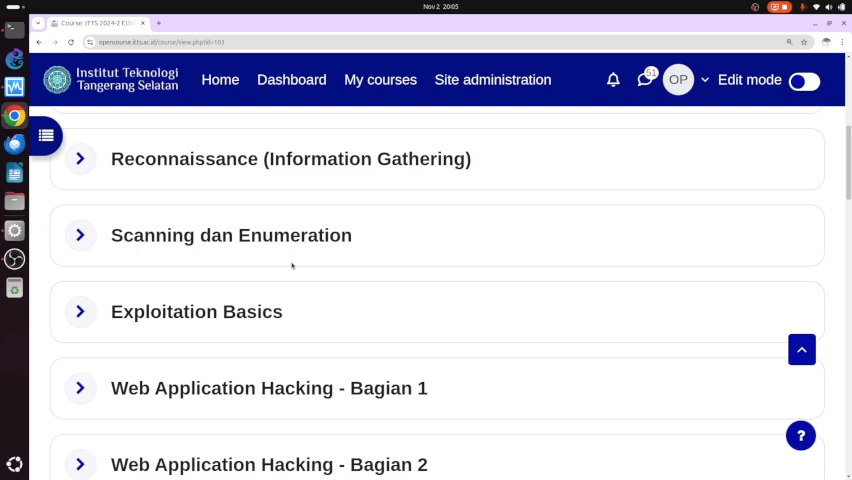 Nov 2 20:05
Course: ITTS 2024-2 Eth
opencourse.itts.ac.id/course/view.php?id=103
Institut Teknologi
Tangerang Selatan
Home Dashboard My courses Site administration 51 OP Edit mode
Reconnaissance (Information Gathering)
Scanning dan Enumeration
Exploitation Basics
Web Application Hacking - Bagian 1
?
Web Application Hacking - Bagian 2